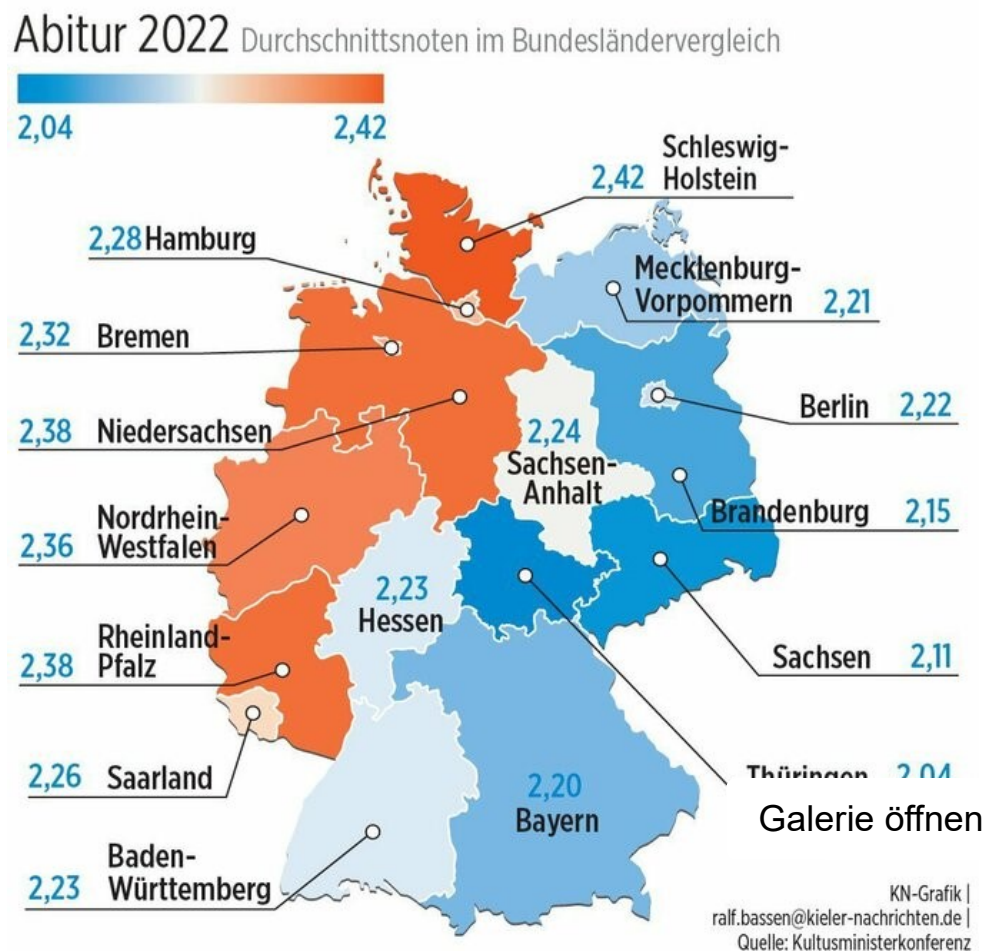 Abitur 2022 Durchschnittsnoten im Bundesländervergleich
2,04 2,42
Schleswig-
Holstein
2,42
2,28 Hamburg
Mecklenburg-
Vorpommern 2,21
2,32 Bremen
Berlin 2,22
2,38 Niedersachsen
2,24
Sachsen-
Anhalt
Brandenburg 2,15
Nordrhein-
Westfalen
2,36
2,23
Hessen
Rheinland-
Pfalz
2,38
Sachsen 2,11
2,26 Saarland
Thüringen 2,04
2,20
Bayern
Galerie öffnen
Baden-
Württemberg
2,23
KN-Grafik |
ralf.bassen@kieler-nachrichten.de |
Quelle: Kultusministerkonferenz